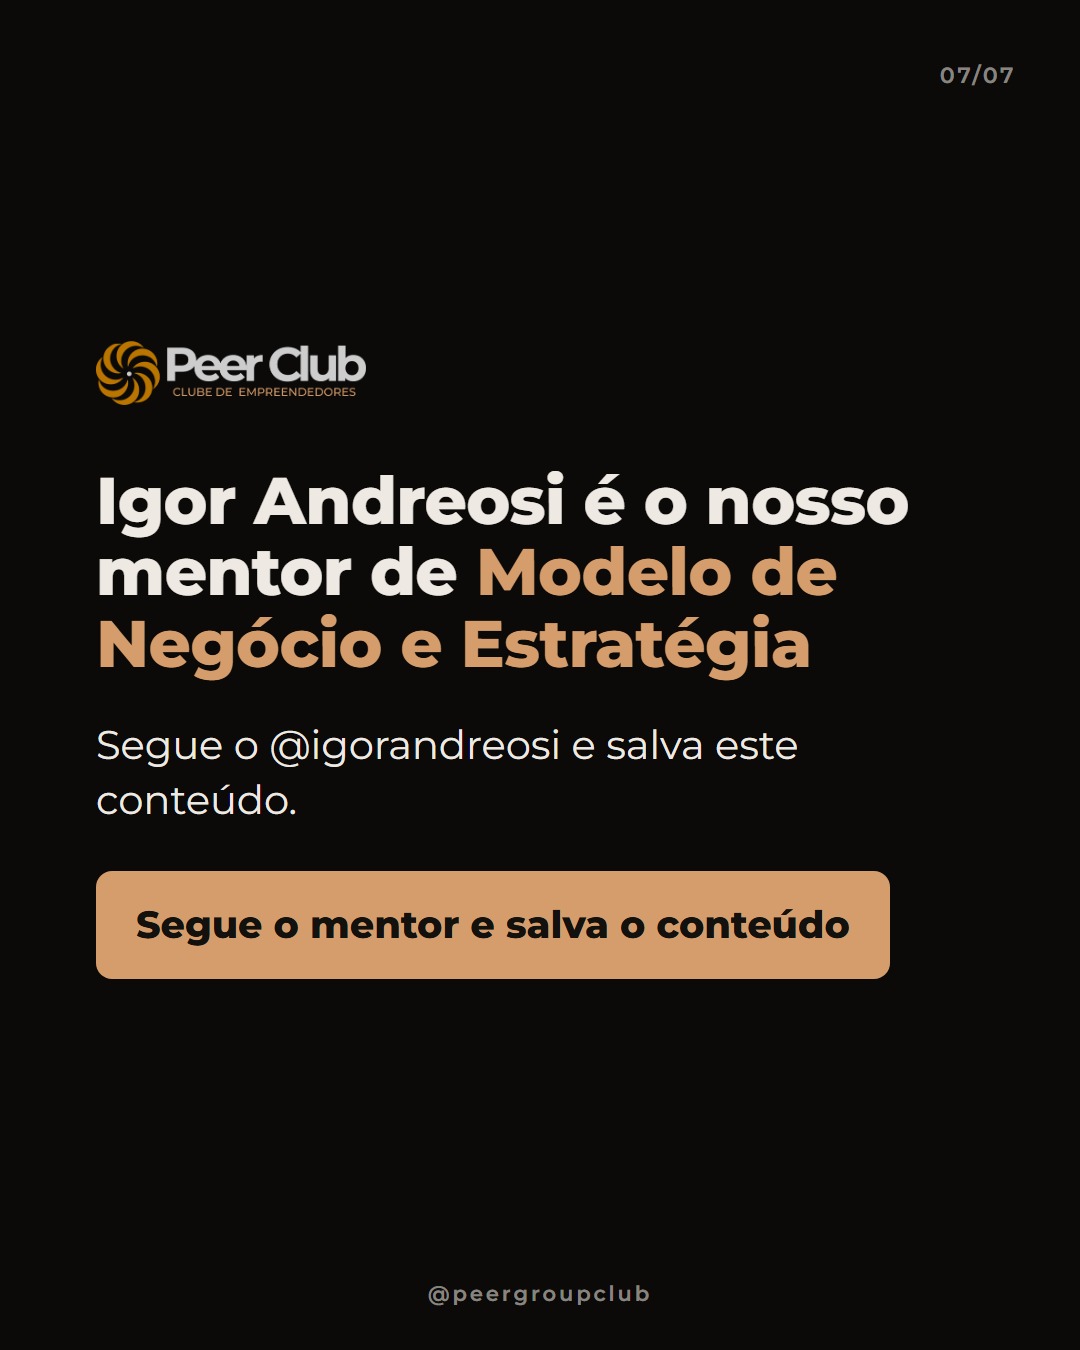 07/07
Peer Club
CLUBE DE EMPREENDEDORES
Igor Andreosi é o nosso
mentor de Modelo de
Negócio e Estratégia
Segue o @igorandreosi e salva este
conteúdo.
Segue o mentor e salva o conteúdo
@peergroupclub